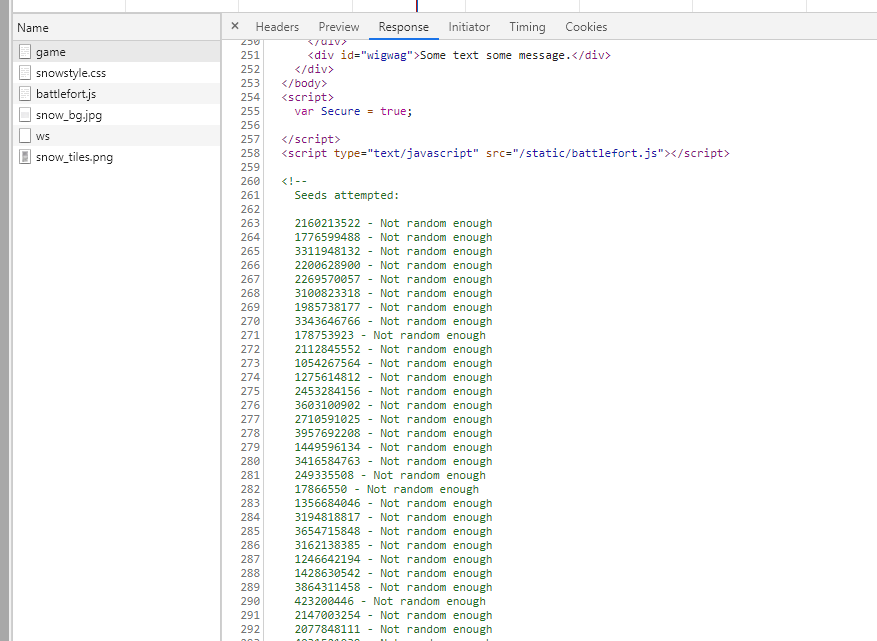 Name
game
snowstyle.css
battlefort.js
snow_bg.jpg
ws
snow_tiles.png
× Headers Preview Response Initiator Timing Cookies
250 </div>
251 <div id="wigwag">Some text some message.</div>
252 </div>
253 </body>
254 <script>
255 var Secure = true;
256
257 </script>
258 <script type="text/javascript" src="/static/battlefort.js"></script>
259
260 <!--
261 Seeds attempted:
262
263 2160213522 - Not random enough
264 1776599488 - Not random enough
265 3311948132 - Not random enough
266 2200628900 - Not random enough
267 2269570057 - Not random enough
268 3100823318 - Not random enough
269 1985738177 - Not random enough
270 3343646766 - Not random enough
271 178753923 - Not random enough
272 2112845552 - Not random enough
273 1054267564 - Not random enough
274 1275614812 - Not random enough
275 2453284156 - Not random enough
276 3603100902 - Not random enough
277 2710591025 - Not random enough
278 3957692208 - Not random enough
279 1449596134 - Not random enough
280 3416584763 - Not random enough
281 249335508 - Not random enough
282 17866550 - Not random enough
283 1356684046 - Not random enough
284 3194818817 - Not random enough
285 3654715848 - Not random enough
286 3162138385 - Not random enough
287 1246642194 - Not random enough
288 1428630542 - Not random enough
289 3864311458 - Not random enough
290 423200446 - Not random enough
291 2147003254 - Not random enough
292 2077848111 - Not random enough